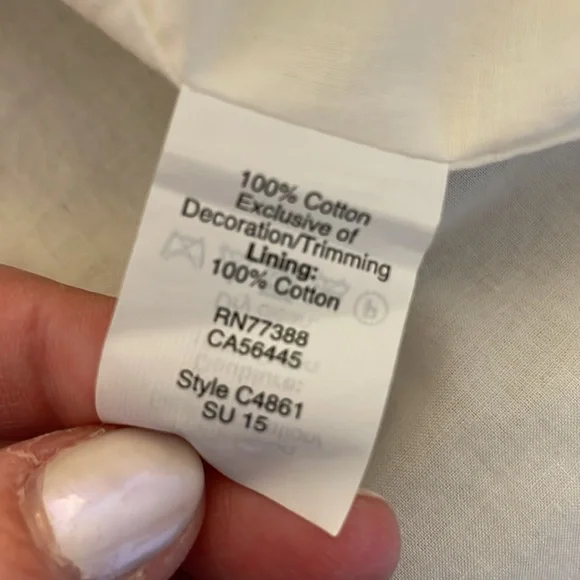 100% Cotton
Exclusive of
Decoration/Trimming
Lining:
100% Cotton
RN77388
CA56445
Style C4861
SU 15